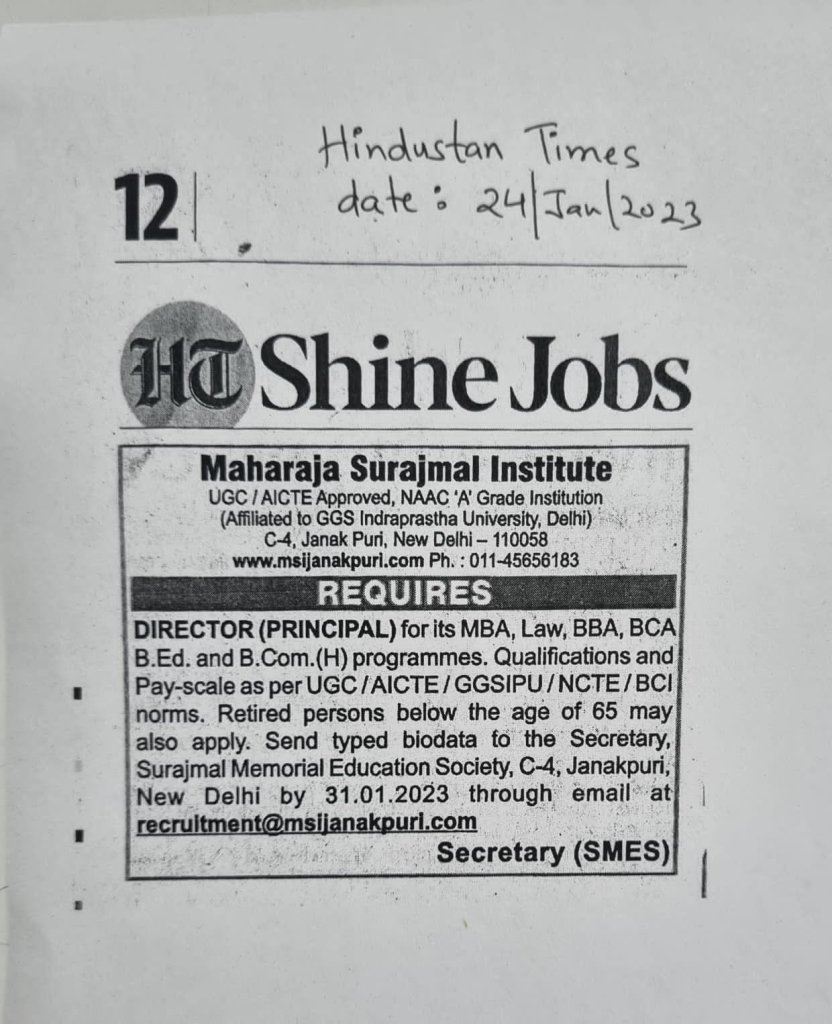 Hindustan Times
date: 24/Jan/2023
12
HT Shine Jobs
Maharaja Surajmal Institute
UGC / AICTE Approved, NAAC 'A' Grade Institution
(Affiliated to GGS Indraprastha University, Delhi)
C-4, Janak Puri, New Delhi – 110058
www.msijanakpuri.com Ph. : 011-45656183
REQUIRES
DIRECTOR (PRINCIPAL) for its MBA, Law, BBA, BCA
B.Ed. and B.Com.(H) programmes. Qualifications and
Pay-scale as per UGC / AICTE / GGSIPU / NCTE / BCI
norms. Retired persons below the age of 65 may
also apply. Send typed biodata to the Secretary,
Surajmal Memorial Education Society, C-4, Janakpuri,
New Delhi by 31.01.2023 through email at
recruitment@msijanakpuri.com
Secretary (SMES)